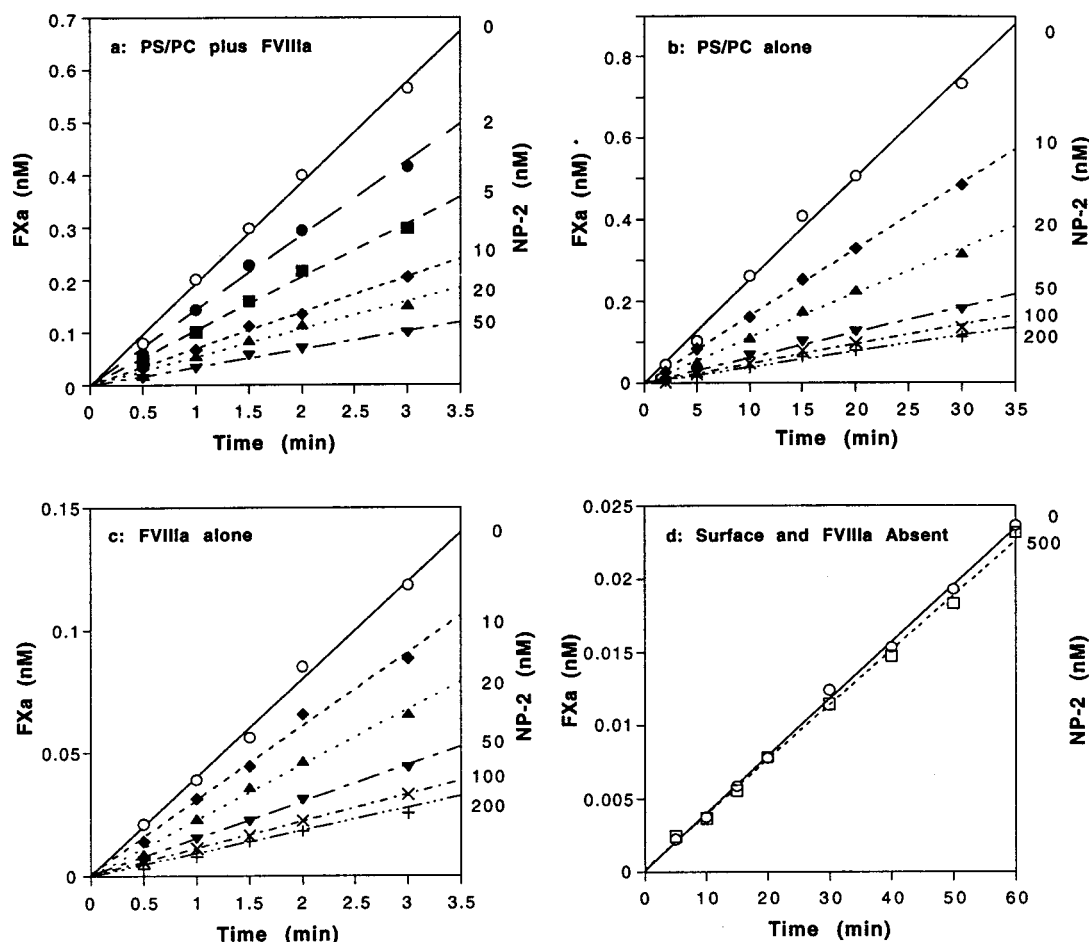 a: PS/PC plus FVIIIa
FXa (nM)
0.7
0.6
0.5
0.4
0.3
0.2
0.1
0
0 0.5 1 1.5 2 2.5 3 3.5
Time (min)
0
2
5
10
20
50
NP-2 (nM)
b: PS/PC alone
FXa (nM)
0.8
0.6
0.4
0.2
0
0 5 10 15 20 25 30 35
Time (min)
0
10
20
50
100
200
NP-2 (nM)
c: FVIIIa alone
FXa (nM)
0.15
0.1
0.05
0
0 0.5 1 1.5 2 2.5 3 3.5
Time (min)
0
10
20
50
100
200
NP-2 (nM)
d: Surface and FVIIIa Absent
FXa (nM)
0.025
0.02
0.015
0.01
0.005
0
0 10 20 30 40 50 60
Time (min)
0
500
NP-2 (nM)